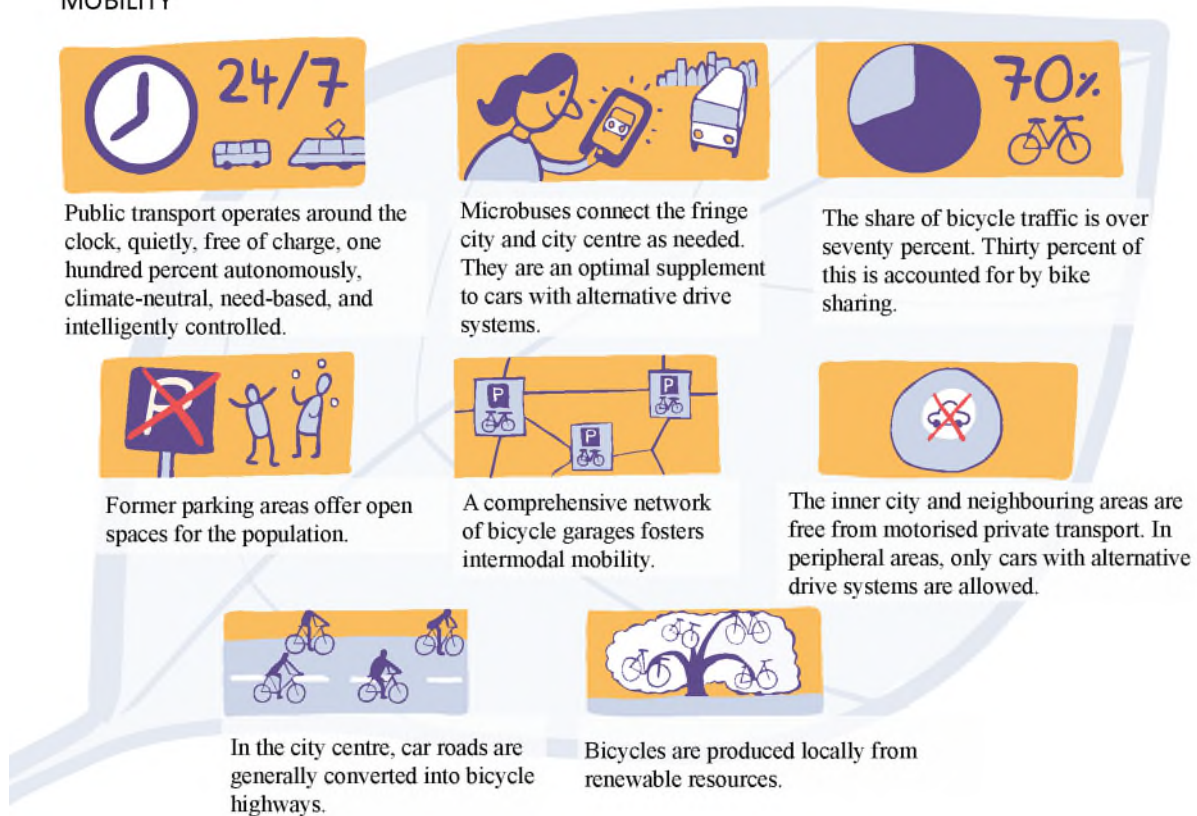 MOBILITY
24/7
70%
Public transport operates around the
clock, quietly, free of charge, one
hundred percent autonomously,
climate-neutral, need-based, and
intelligently controlled.
Microbuses connect the fringe
city and city centre as needed.
They are an optimal supplement
to cars with alternative drive
systems.
The share of bicycle traffic is over
seventy percent. Thirty percent of
this is accounted for by bike
sharing.
P
P
P
P
Former parking areas offer open
spaces for the population.
A comprehensive network
of bicycle garages fosters
intermodal mobility.
The inner city and neighbouring areas are
free from motorised private transport. In
peripheral areas, only cars with alternative
drive systems are allowed.
In the city centre, car roads are
generally converted into bicycle
highways.
Bicycles are produced locally from
renewable resources.